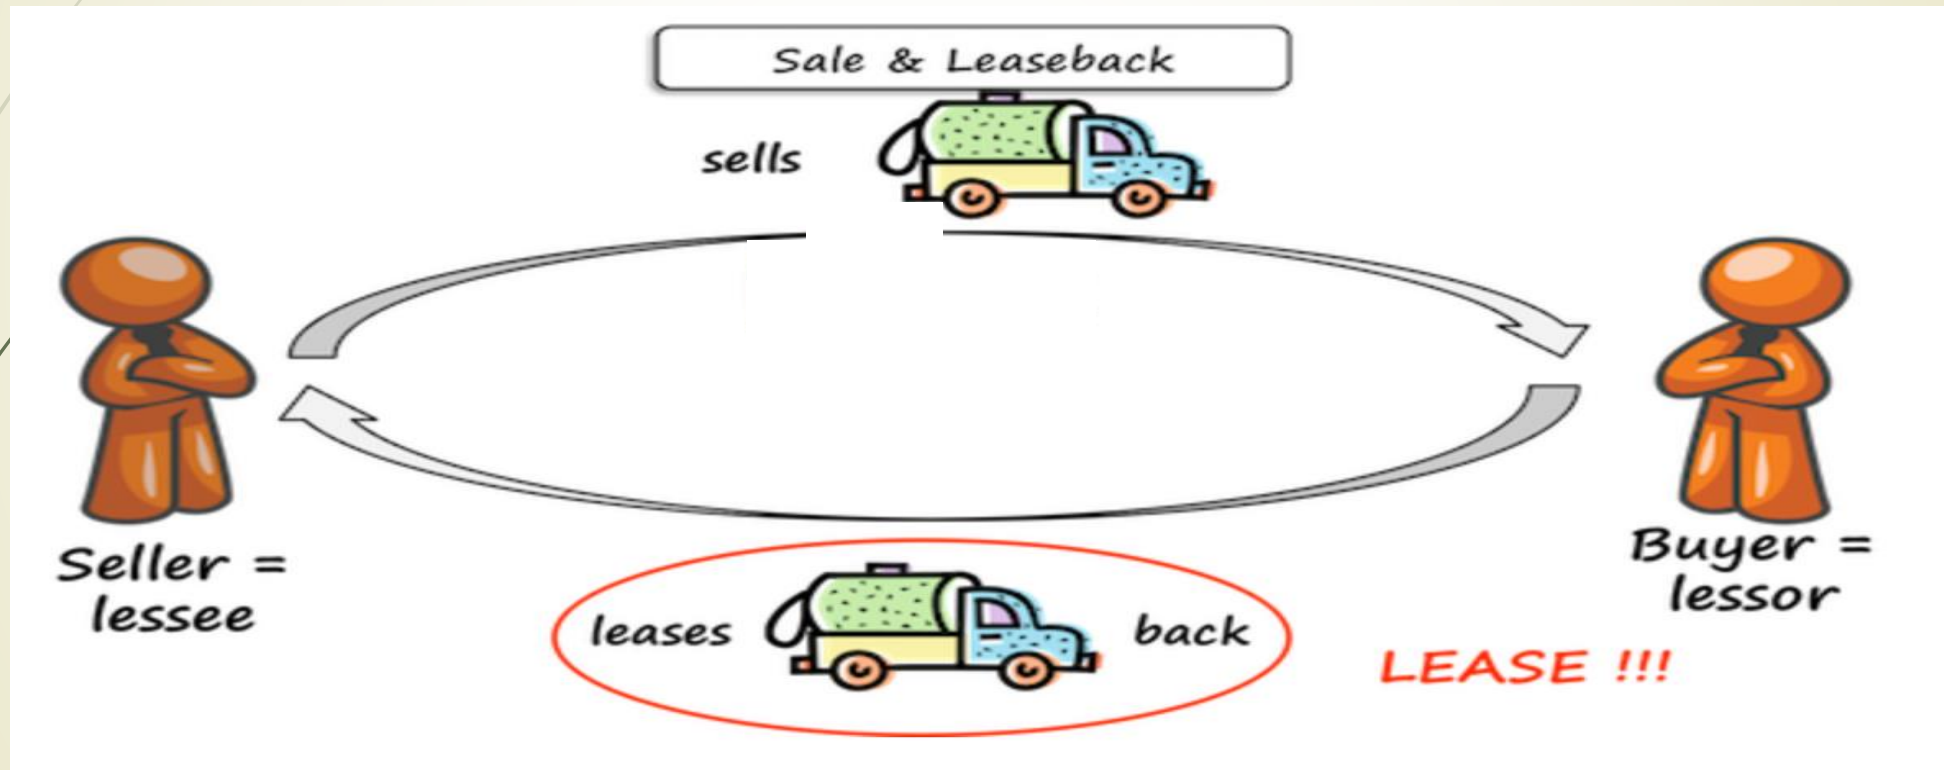 Sale & Leaseback
sells
Seller =
lessee
Buyer =
lessor
leases back
LEASE !!!